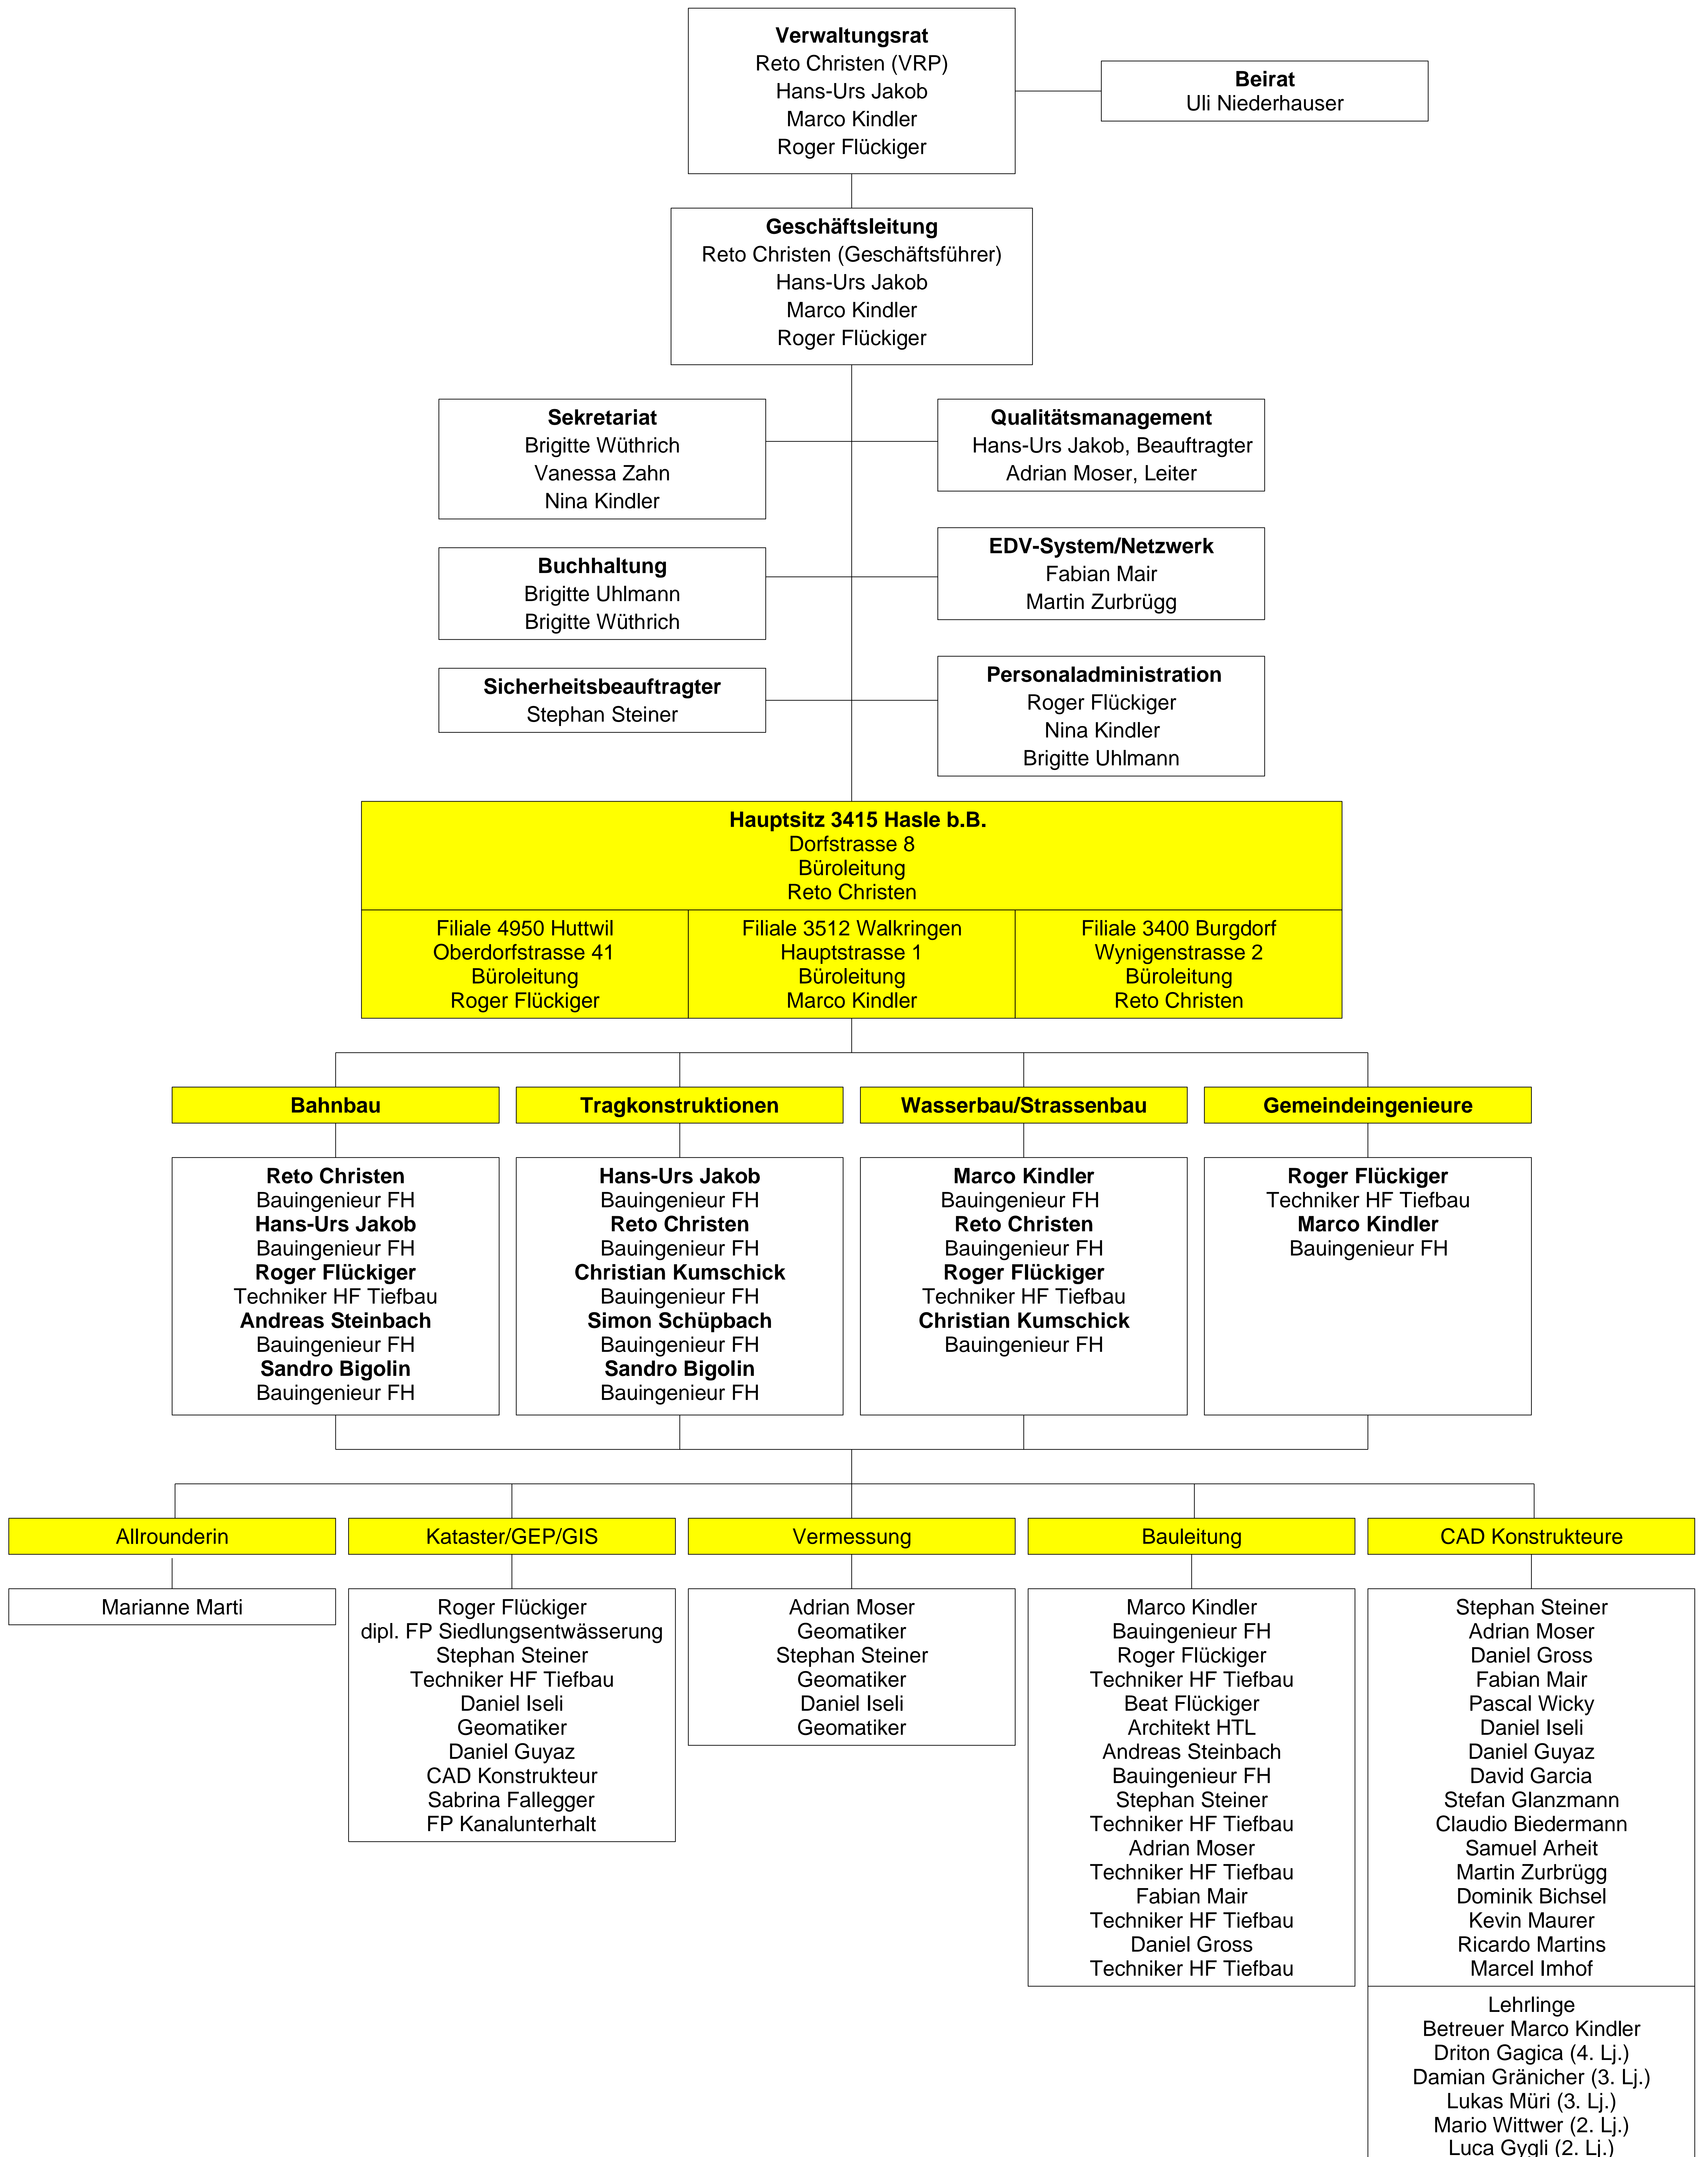 Verwaltungsrat
Reto Christen (VRP)
Hans-Urs Jakob
Marco Kindler
Roger Flückiger
Beirat
Uli Niederhauser
Geschäftsleitung
Reto Christen (Geschäftsführer)
Hans-Urs Jakob
Marco Kindler
Roger Flückiger
Sekretariat
Brigitte Wüthrich
Vanessa Zahn
Nina Kindler
Qualitätsmanagement
Hans-Urs Jakob, Beauftragter
Adrian Moser, Leiter
Buchhaltung
Brigitte Uhlmann
Brigitte Wüthrich
EDV-System/Netzwerk
Fabian Mair
Martin Zurbrügg
Sicherheitsbeauftragter
Stephan Steiner
Personaladministration
Roger Flückiger
Nina Kindler
Brigitte Uhlmann
Hauptsitz 3415 Hasle b.B.
Dorfstrasse 8
Büroleitung
Reto Christen
Filiale 4950 Huttwil
Oberdorfstrasse 41
Büroleitung
Roger Flückiger
Filiale 3512 Walkringen
Hauptstrasse 1
Büroleitung
Marco Kindler
Filiale 3400 Burgdorf
Wynigenstrasse 2
Büroleitung
Reto Christen
Bahnbau
Reto Christen
Bauingenieur FH
Hans-Urs Jakob
Bauingenieur FH
Roger Flückiger
Techniker HF Tiefbau
Andreas Steinbach
Bauingenieur FH
Sandro Bigolin
Bauingenieur FH
Tragkonstruktionen
Hans-Urs Jakob
Bauingenieur FH
Reto Christen
Bauingenieur FH
Christian Kumschick
Bauingenieur FH
Simon Schüpbach
Bauingenieur FH
Sandro Bigolin
Bauingenieur FH
Wasserbau/Strassenbau
Marco Kindler
Bauingenieur FH
Reto Christen
Bauingenieur FH
Roger Flückiger
Techniker HF Tiefbau
Christian Kumschick
Bauingenieur FH
Gemeindeingenieure
Roger Flückiger
Techniker HF Tiefbau
Marco Kindler
Bauingenieur FH
Allrounderin
Marianne Marti
Kataster/GEP/GIS
Roger Flückiger
dipl. FP Siedlungsentwässerung
Stephan Steiner
Techniker HF Tiefbau
Daniel Iseli
Geomatiker
Daniel Guyaz
CAD Konstrukteur
Sabrina Fallegger
FP Kanalunterhalt
Vermessung
Adrian Moser
Geomatiker
Stephan Steiner
Geomatiker
Daniel Iseli
Geomatiker
Bauleitung
Marco Kindler
Bauingenieur FH
Roger Flückiger
Techniker HF Tiefbau
Beat Flückiger
Architekt HTL
Andreas Steinbach
Bauingenieur FH
Stephan Steiner
Techniker HF Tiefbau
Adrian Moser
Techniker HF Tiefbau
Fabian Mair
Techniker HF Tiefbau
Daniel Gross
Techniker HF Tiefbau
CAD Konstrukteure
Stephan Steiner
Adrian Moser
Daniel Gross
Fabian Mair
Pascal Wicky
Daniel Iseli
Daniel Guyaz
David Garcia
Stefan Glanzmann
Claudio Biedermann
Samuel Arheit
Martin Zurbrügg
Dominik Bichsel
Kevin Maurer
Ricardo Martins
Marcel Imhof
Lehrlinge
Betreuer Marco Kindler
Driton Gagica (4. Lj.)
Damian Gränicher (3. Lj.)
Lukas Müri (3. Lj.)
Mario Wittwer (2. Lj.)
Luca Gygli (2. Lj.)